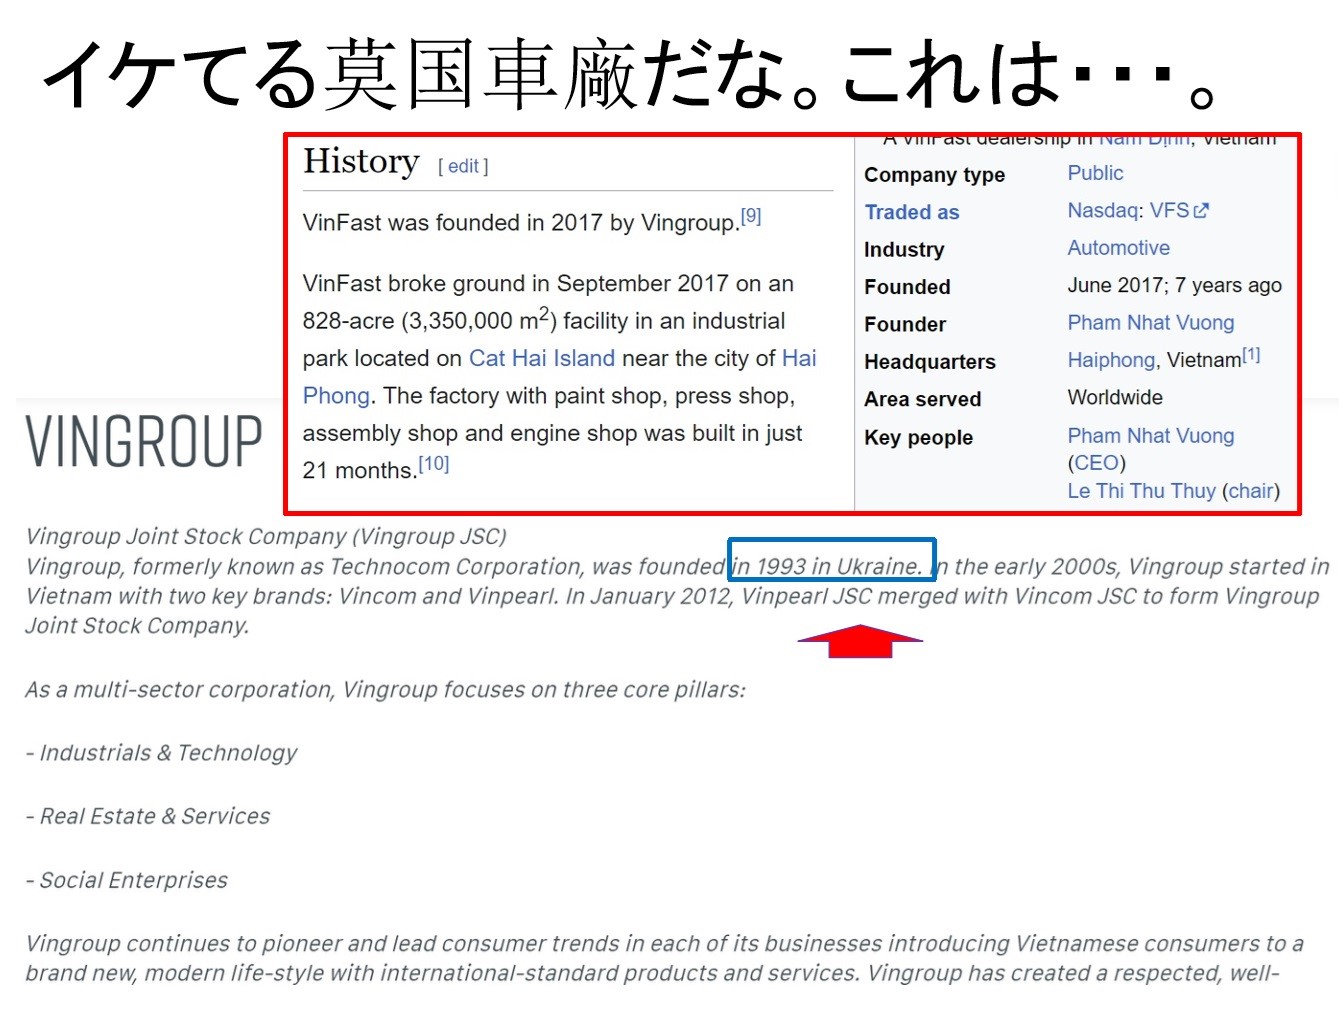 イケてる莫国車廠だな。これは・・・。
History [ edit ]
VinFast was founded in 2017 by Vingroup.[9]
VinFast broke ground in September 2017 on an
828-acre (3,350,000 m2) facility in an industrial
park located on Cat Hai Island near the city of Hai
Phong. The factory with paint shop, press shop,
assembly shop and engine shop was built in just
21 months.[10]
A VinFast dealership in Nam Định, Vietnam
Company type Public
Traded as Nasdaq: VFS
Industry Automotive
Founded June 2017; 7 years ago
Founder Pham Nhat Vuong
Headquarters Haiphong, Vietnam[1]
Area served Worldwide
Key people Pham Nhat Vuong
(CEO)
Le Thi Thu Thuy (chair)
VINGROUP
Vingroup Joint Stock Company (Vingroup JSC)
Vingroup, formerly known as Technocom Corporation, was founded in 1993 in Ukraine. In the early 2000s, Vingroup started in
Vietnam with two key brands: Vincom and Vinpearl. In January 2012, Vinpearl JSC merged with Vincom JSC to form Vingroup
Joint Stock Company.
As a multi-sector corporation, Vingroup focuses on three core pillars:
- Industrials & Technology
- Real Estate & Services
- Social Enterprises
Vingroup continues to pioneer and lead consumer trends in each of its businesses introducing Vietnamese consumers to a
brand new, modern life-style with international-standard products and services. Vingroup has created a respected, well-